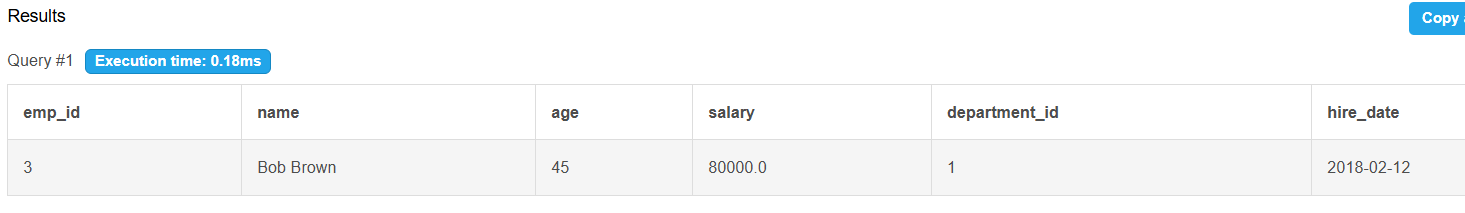 Results
Copy
Query #1 Execution time: 0.18ms
emp_id name age salary department_id hire_date
3 Bob Brown 45 80000.0 1 2018-02-12